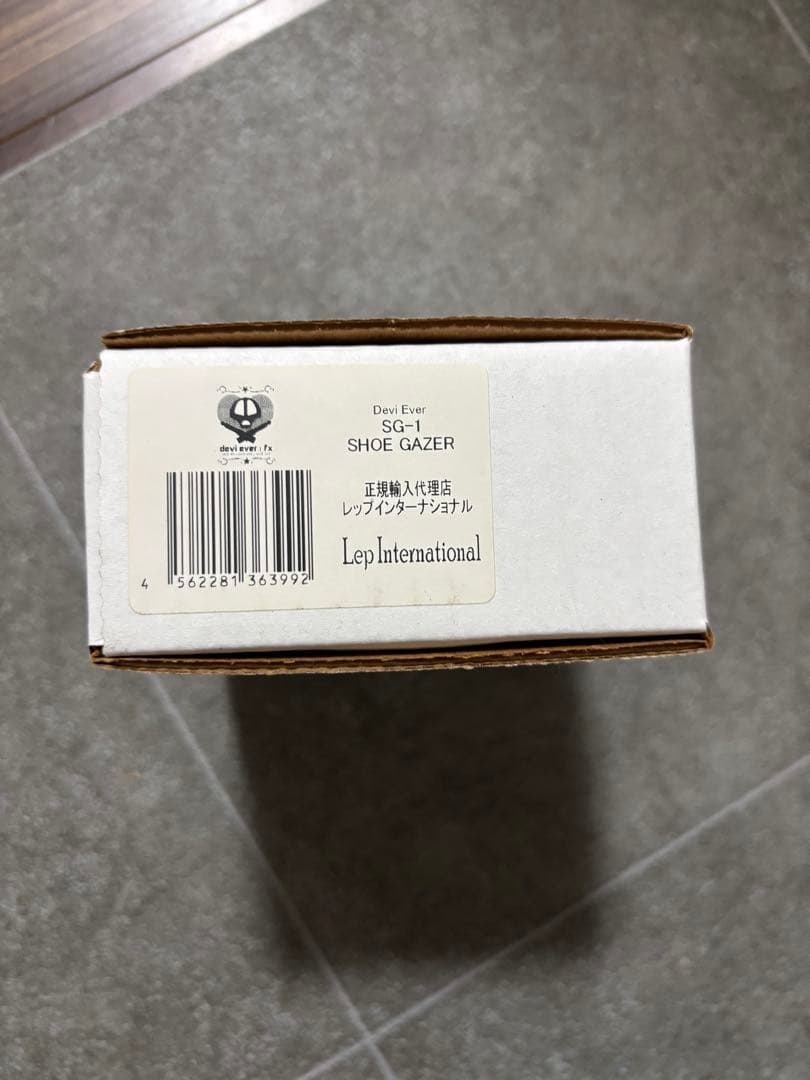 devi ever : fx
4 562281 363992
Devi Ever
SG-1
SHOE GAZER
正規輸入代理店
レップインターナショナル
Lep International